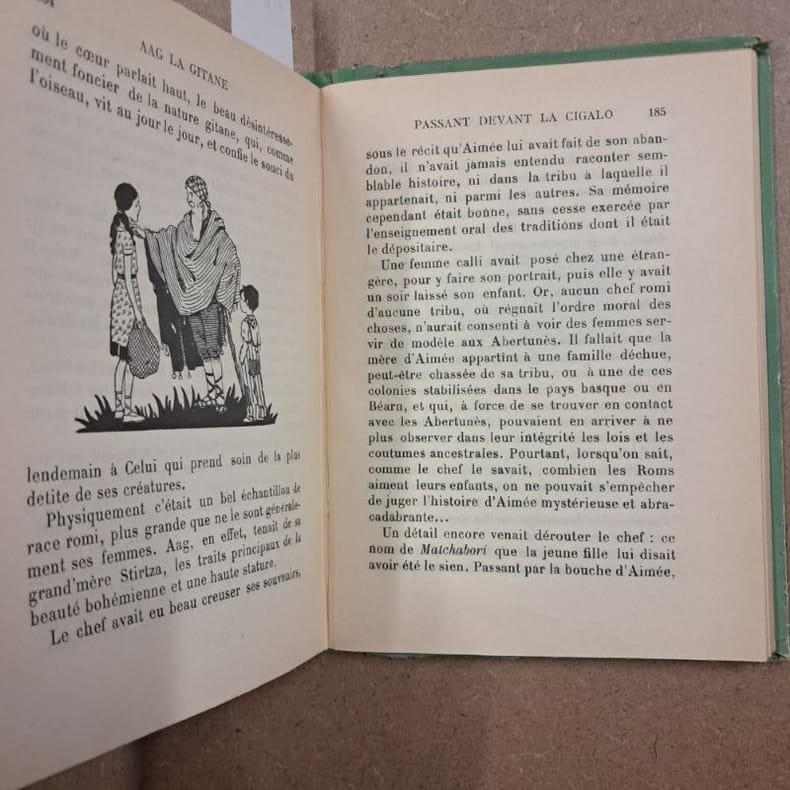 AAG LA GITANE
où le cœur parlait haut, le beau désintéresse-
ment foncier de la nature gitane, qui, comme
l'oiseau, vit au jour le jour, et confie le souci du
lendemain à Celui qui prend soin de la plus
detite de ses créatures.
Physiquement c'était un bel échantillon de
race romi, plus grande que ne le sont générale-
ment ses femmes. Aag, en effet, tenait de sa
grand'mère Stirtza, les traits principaux de la
beauté bohémienne et une haute stature.
Le chef avait eu beau creuser ses souvenirs,
PASSANT DEVANT LA CIGALO 185
sous le récit qu'Aimée lui avait fait de son aban-
don, il n'avait jamais entendu raconter sem-
blable histoire, ni dans la tribu à laquelle il
appartenait, ni parmi les autres. Sa mémoire
cependant était bonne, sans cesse exercée par
l'enseignement oral des traditions dont il était
le dépositaire.
Une femme calli avait posé chez une étran-
gère, pour y faire son portrait, puis elle y avait
un soir laissé son enfant. Or, aucun chef romi
d'aucune tribu, où régnait l'ordre moral des
choses, n'aurait consenti à voir des femmes ser-
vir de modèle aux Abertunès. Il fallait que la
mère d'Aimée appartint à une famille déchue,
peut-être chassée de sa tribu, ou à une de ces
colonies stabilisées dans le pays basque ou en
Béarn, et qui, à force de se trouver en contact
avec les Abertunès, pouvaient en arriver à ne
plus observer dans leur intégrité les lois et les
coutumes ancestrales. Pourtant, lorsqu'on sait,
comme le chef le savait, combien les Roms
aiment leurs enfants, on ne pouvait s'empêcher
de juger l'histoire d'Aimée mystérieuse et abra-
cadabrante...
Un détail encore venait dérouter le chef : ce
nom de Matchabori que la jeune fille lui disait
avoir été le sien. Passant par la bouche d'Aimée,